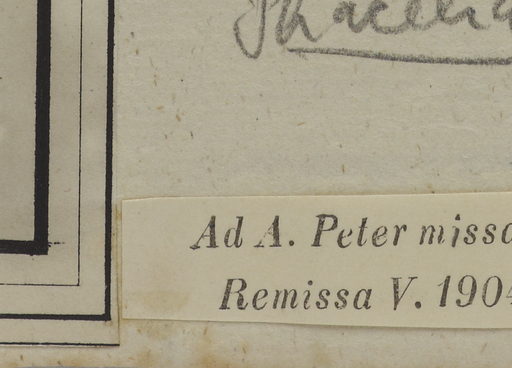 Ad A. Peter missa
Remissa V. 1904